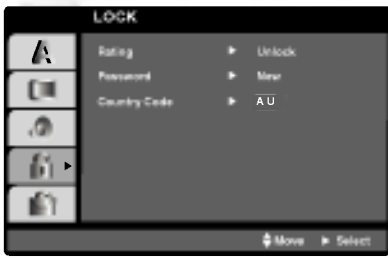 LOCK
Rating ► Unlock
Password ► New
Country Code ► A U
Move ► Select